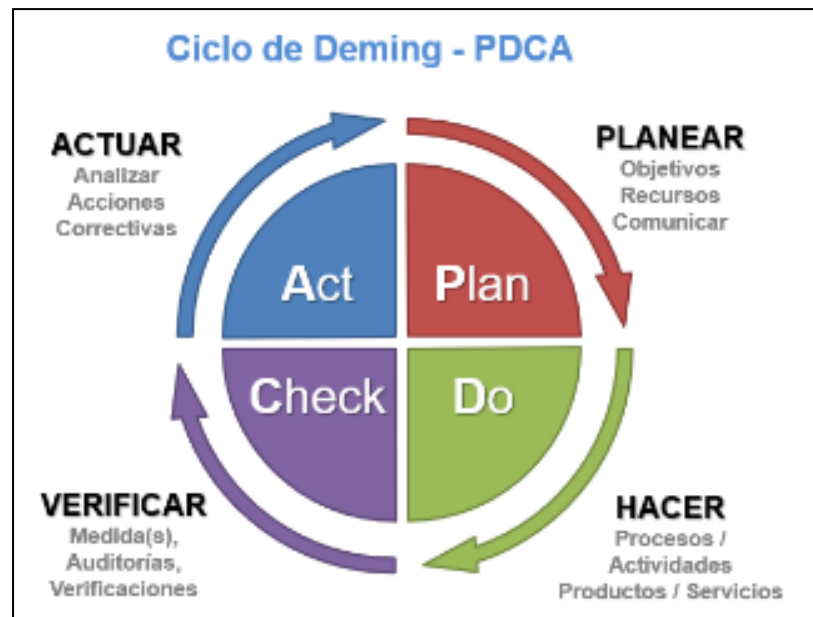 Ciclo de Deming - PDCA
ACTUAR
Analizar
Acciones
Correctivas
PLANEAR
Objetivos
Recursos
Comunicar
Act
Plan
Check
Do
VERIFICAR
Medida(s),
Auditorías,
Verificaciones
HACER
Procesos /
Actividades
Productos / Servicios